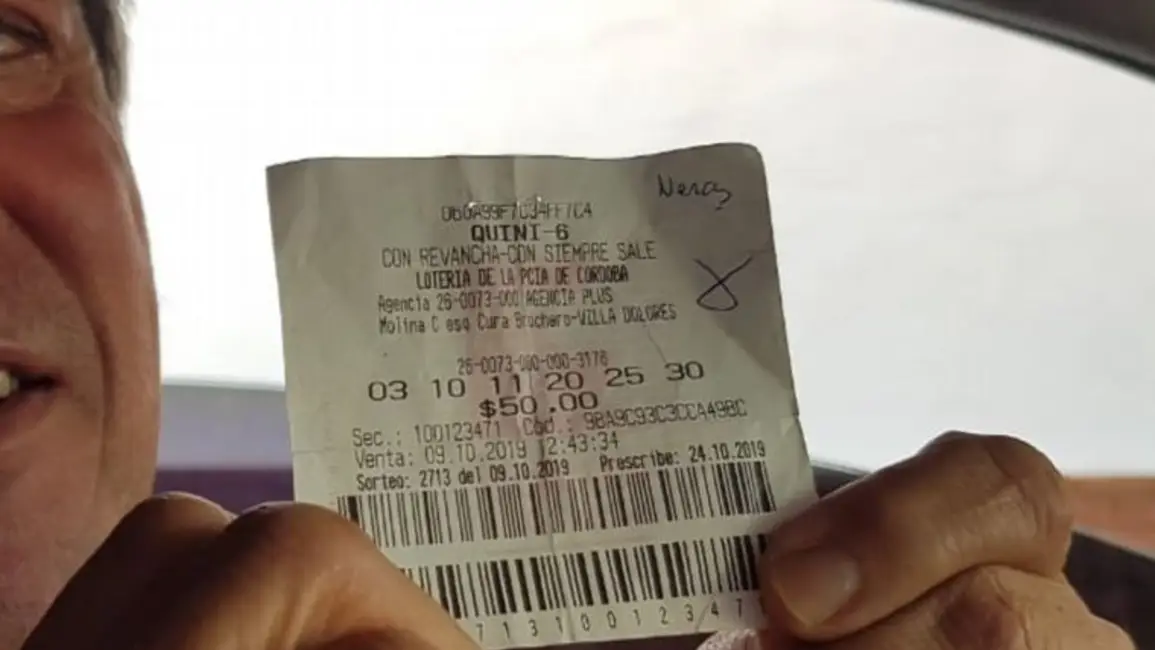 QUINI-6
CON REVANCHA-CON SIEMPRE SALE
LOTERIA DE LA PCIA DE CORDOBA
Agencia 26-0073-000 AGENCIA PLUS
Molina C esq Cura Brochero-VILLA DOLORES
26-0073-000-000-3178
03 10 11 20 25 30
$50.00
Sec.: 100123471 Cod.: 9BA9C93C3CCA49BC
Venta: 09.10.2019 12:43:34
Sorteo: 2713 del 09.10.2019 Prescribe: 24.10.2019